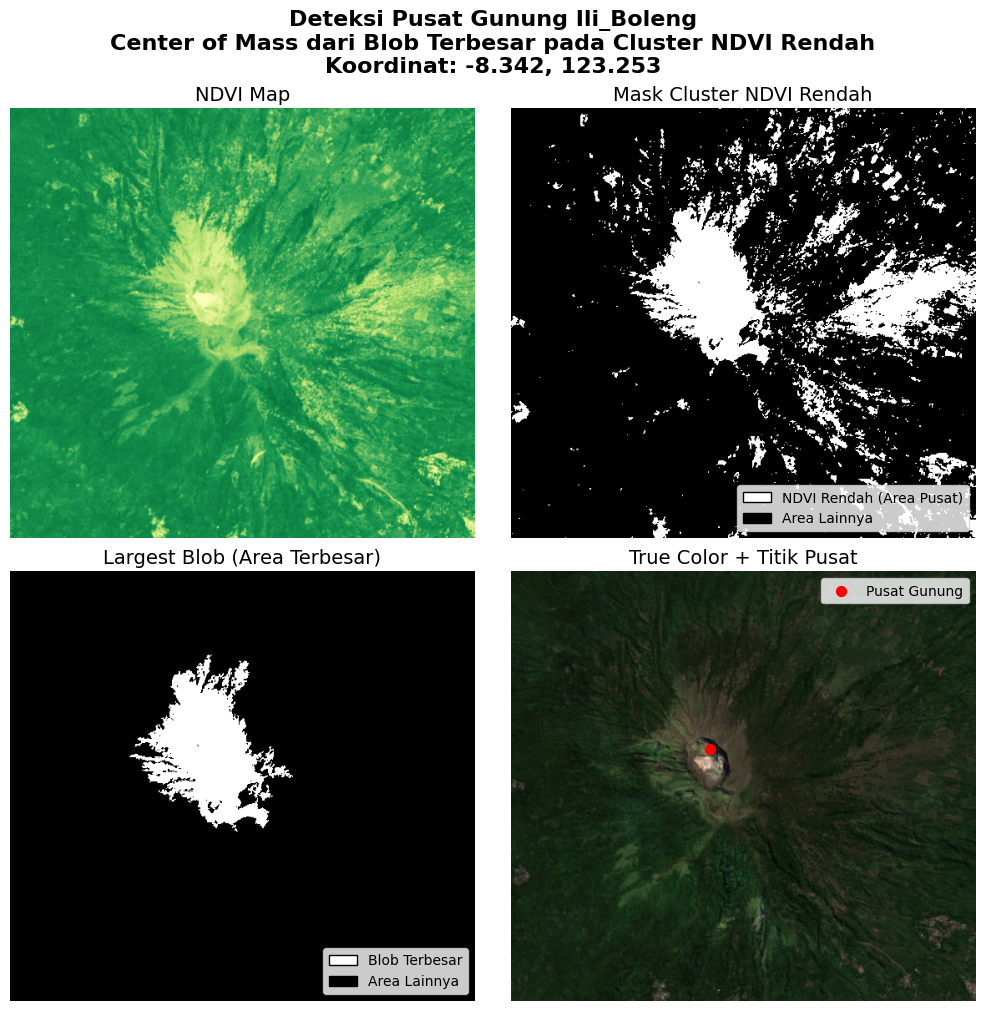 Deteksi Pusat Gunung Ili_Boleng
Center of Mass dari Blob Terbesar pada Cluster NDVI Rendah
Koordinat: -8.342, 123.253
NDVI Map
Mask Cluster NDVI Rendah
NDVI Rendah (Area Pusat)
Area Lainnya
Largest Blob (Area Terbesar)
True Color + Titik Pusat
Blob Terbesar
Area Lainnya
Pusat Gunung